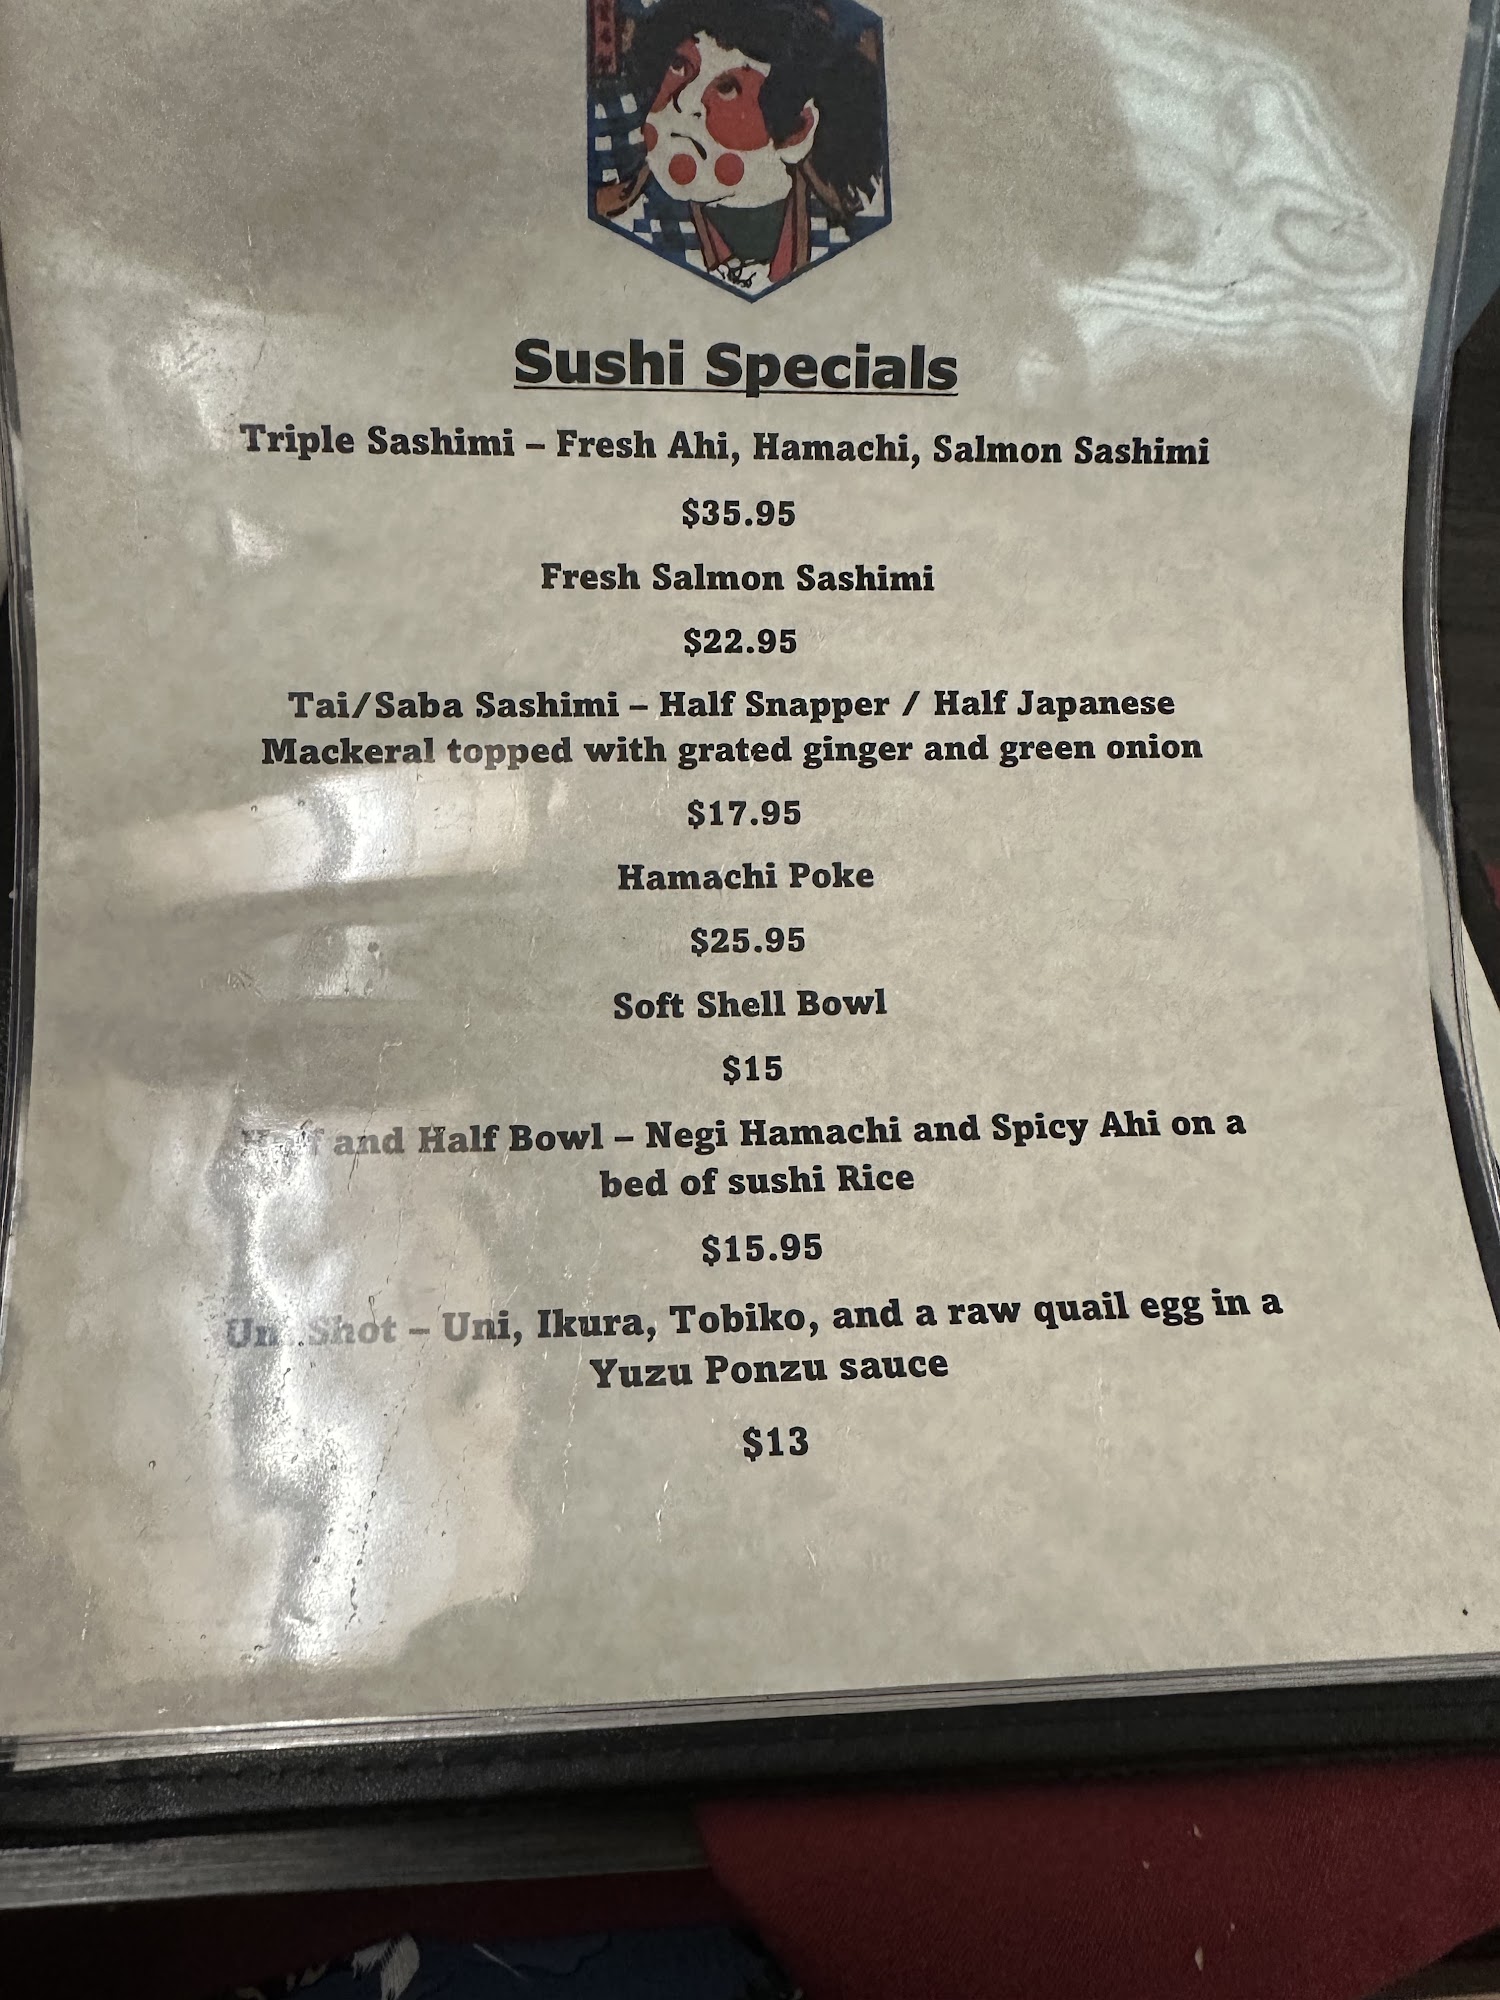 Sushi Specials
Triple Sashimi – Fresh Ahi, Hamachi, Salmon Sashimi
$35.95
Fresh Salmon Sashimi
$22.95
Tai/Saba Sashimi – Half Snapper / Half Japanese
Mackeral topped with grated ginger and green onion
$17.95
Hamachi Poke
$25.95
Soft Shell Bowl
$15
Half and Half Bowl – Negi Hamachi and Spicy Ahi on a
bed of sushi Rice
$15.95
Uni Shot – Uni, Ikura, Tobiko, and a raw quail egg in a
Yuzu Ponzu sauce
$13